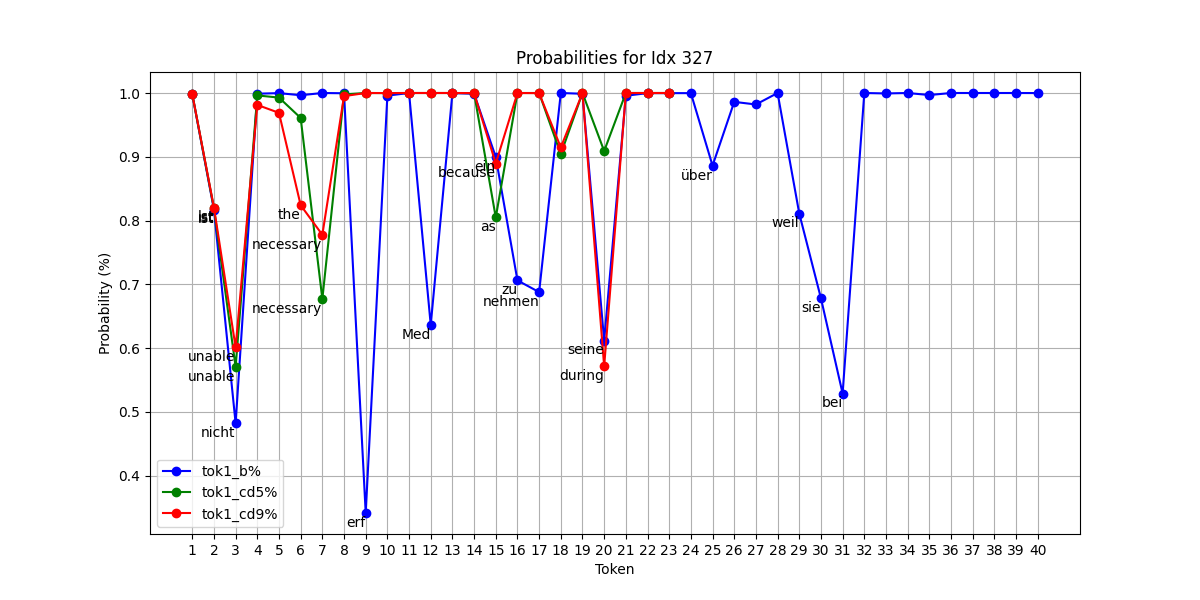 Probabilities for Idx 327
Probability (%)
1.0
0.9
0.8
0.7
0.6
0.5
0.4
ist
unable
unable
nicht
the
necessary
necessary
erf
Med
ein
because
as
zu
nehmen
seine
during
über
weil
sie
bei
tok1_b%
tok1_cd5%
tok1_cd9%
1 2 3 4 5 6 7 8 9 10 11 12 13 14 15 16 17 18 19 20 21 22 23 24 25 26 27 28 29 30 31 32 33 34 35 36 37 38 39 40
Token